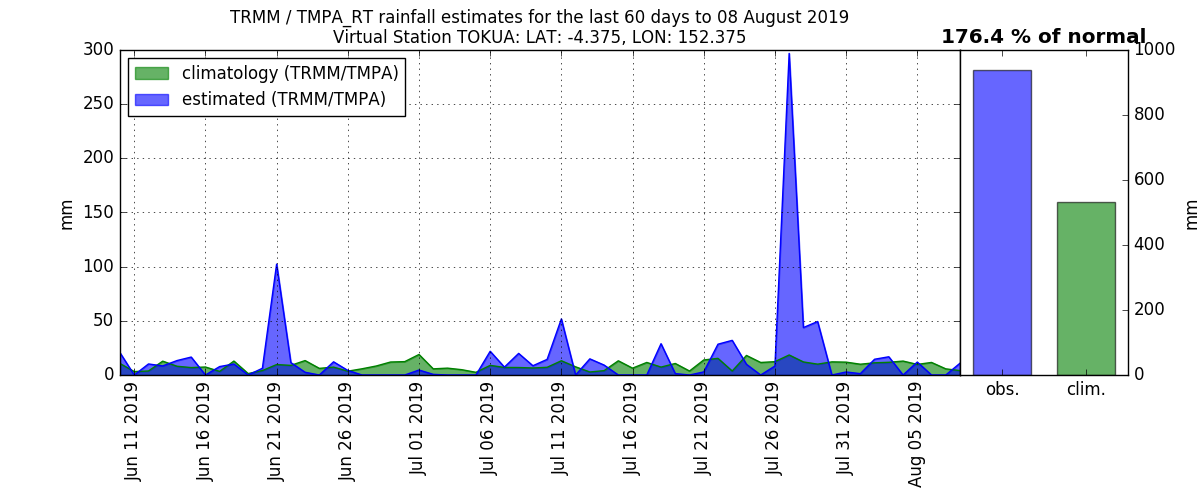 TRMM / TMPA_RT rainfall estimates for the last 60 days to 08 August 2019
Virtual Station TOKUA: LAT: -4.375, LON: 152.375
176.4 % of normal
climatology (TRMM/TMPA)
estimated (TRMM/TMPA)
mm
300
250
200
150
100
50
0
Jun 11 2019
Jun 16 2019
Jun 21 2019
Jun 26 2019
Jul 01 2019
Jul 06 2019
Jul 11 2019
Jul 16 2019
Jul 21 2019
Jul 26 2019
Jul 31 2019
Aug 05 2019
obs.
clim.
1000
800
600
400
200
0
mm